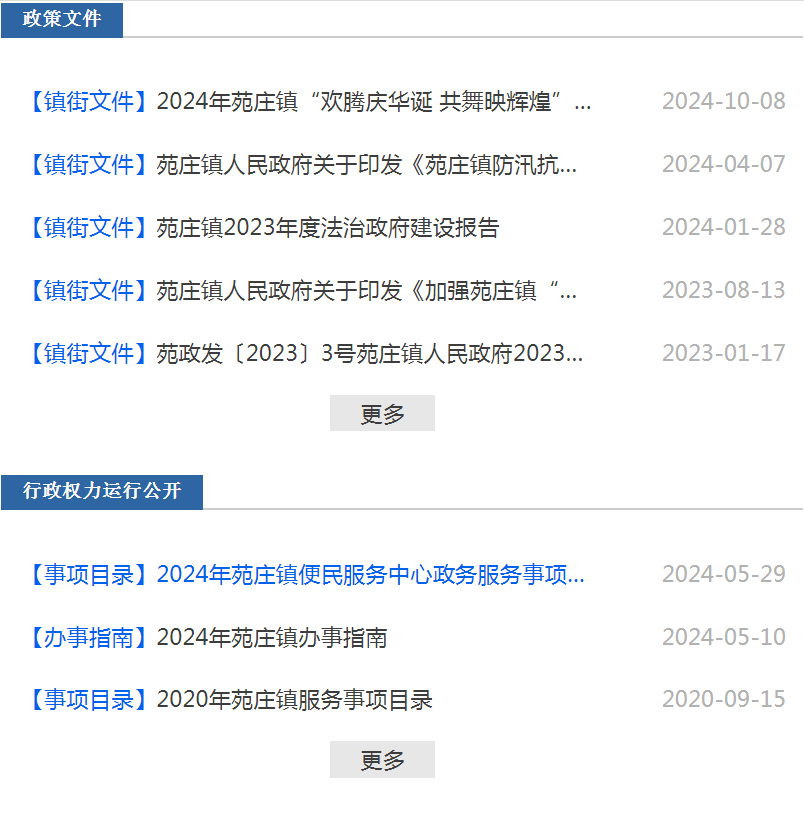 政策文件
【镇街文件】2024年苑庄镇“欢腾庆华诞 共舞映辉煌”... 2024-10-08
【镇街文件】苑庄镇人民政府关于印发《苑庄镇防汛抗... 2024-04-07
【镇街文件】苑庄镇2023年度法治政府建设报告 2024-01-28
【镇街文件】苑庄镇人民政府关于印发《加强苑庄镇“... 2023-08-13
【镇街文件】苑政发〔2023〕3号苑庄镇人民政府2023... 2023-01-17
更多
行政权力运行公开
【事项目录】2024年苑庄镇便民服务中心政务服务事项... 2024-05-29
【办事指南】2024年苑庄镇办事指南 2024-05-10
【事项目录】2020年苑庄镇服务事项目录 2020-09-15
更多